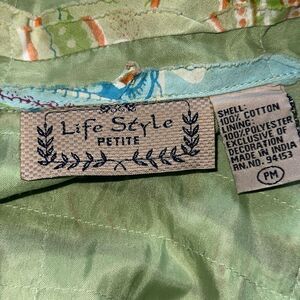 Life Style
PETITE
SHELL:
100% COTTON
LINING:
100% POLYESTER
EXCLUSIVE OF
DECORATION
MADE IN INDIA
RN. NO. 94153
PM